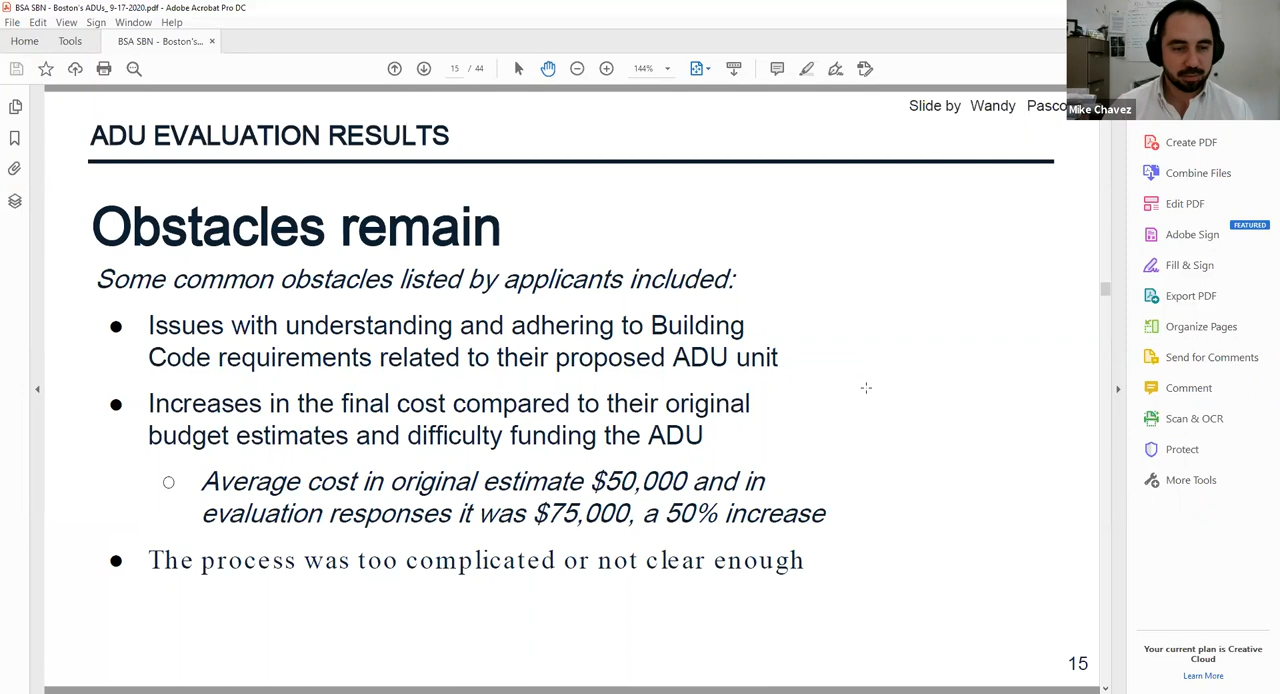 BSA SBN - Boston's ADUs_ 9-17-2020.pdf - Adobe Acrobat Pro DC
File Edit View Sign Window Help
Home Tools BSA SBN - Boston's... ×
15 / 44 144%
Slide by Wandy Pasco
Mike Chavez
ADU EVALUATION RESULTS
Obstacles remain
Some common obstacles listed by applicants included:
● Issues with understanding and adhering to Building
Code requirements related to their proposed ADU unit
● Increases in the final cost compared to their original
budget estimates and difficulty funding the ADU
○ Average cost in original estimate $50,000 and in
evaluation responses it was $75,000, a 50% increase
● The process was too complicated or not clear enough
15
Create PDF
Combine Files
Edit PDF
FEATURED
Adobe Sign
Fill & Sign
Export PDF
Organize Pages
Send for Comments
Comment
Scan & OCR
Protect
More Tools
Your current plan is Creative
Cloud
Learn More